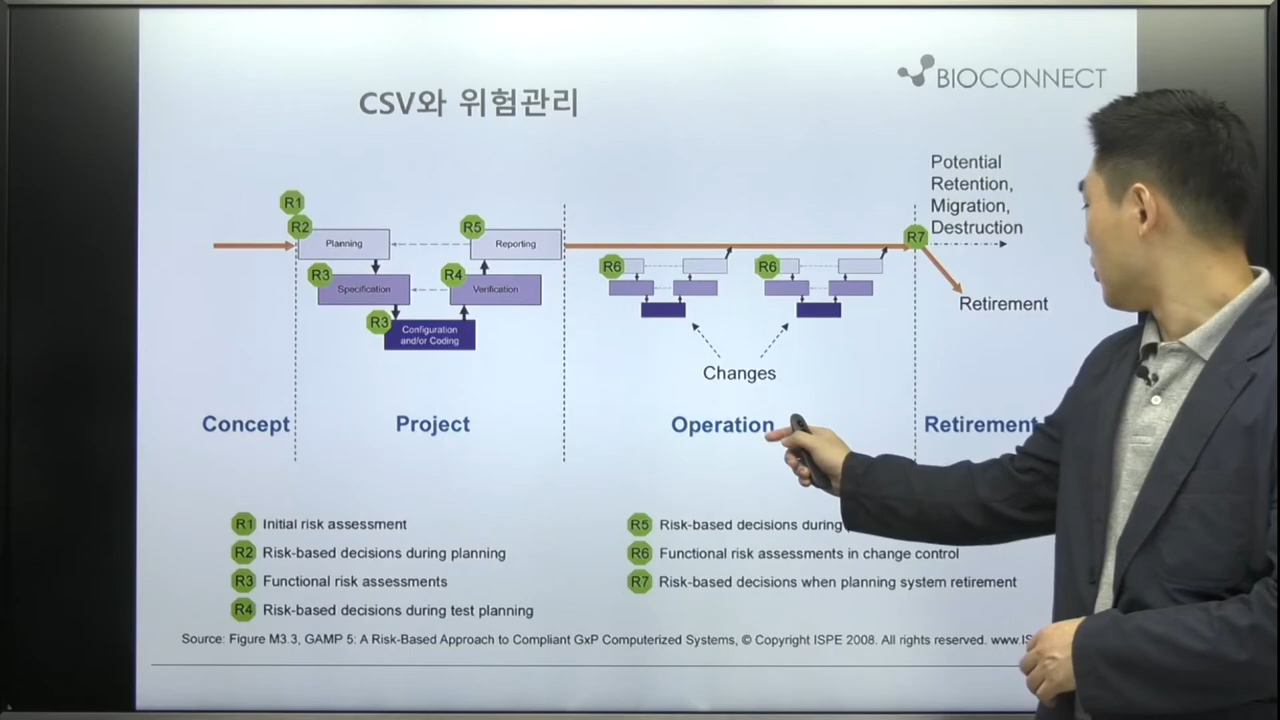 BIOCONNECT
CSV와 위험관리
Potential
Retention,
Migration,
Destruction
R1
R2
Planning
R5
Reporting
R3
Specification
R4
Verification
R3
Configuration
and/or Coding
R6
R6
R7
Retirement
Changes
Concept
Project
Operation
Retirement
R1 Initial risk assessment
R2 Risk-based decisions during planning
R3 Functional risk assessments
R4 Risk-based decisions during test planning
R5 Risk-based decisions during
R6 Functional risk assessments in change control
R7 Risk-based decisions when planning system retirement
Source: Figure M3.3, GAMP 5: A Risk-Based Approach to Compliant GxP Computerized Systems, © Copyright ISPE 2008. All rights reserved. www.IS